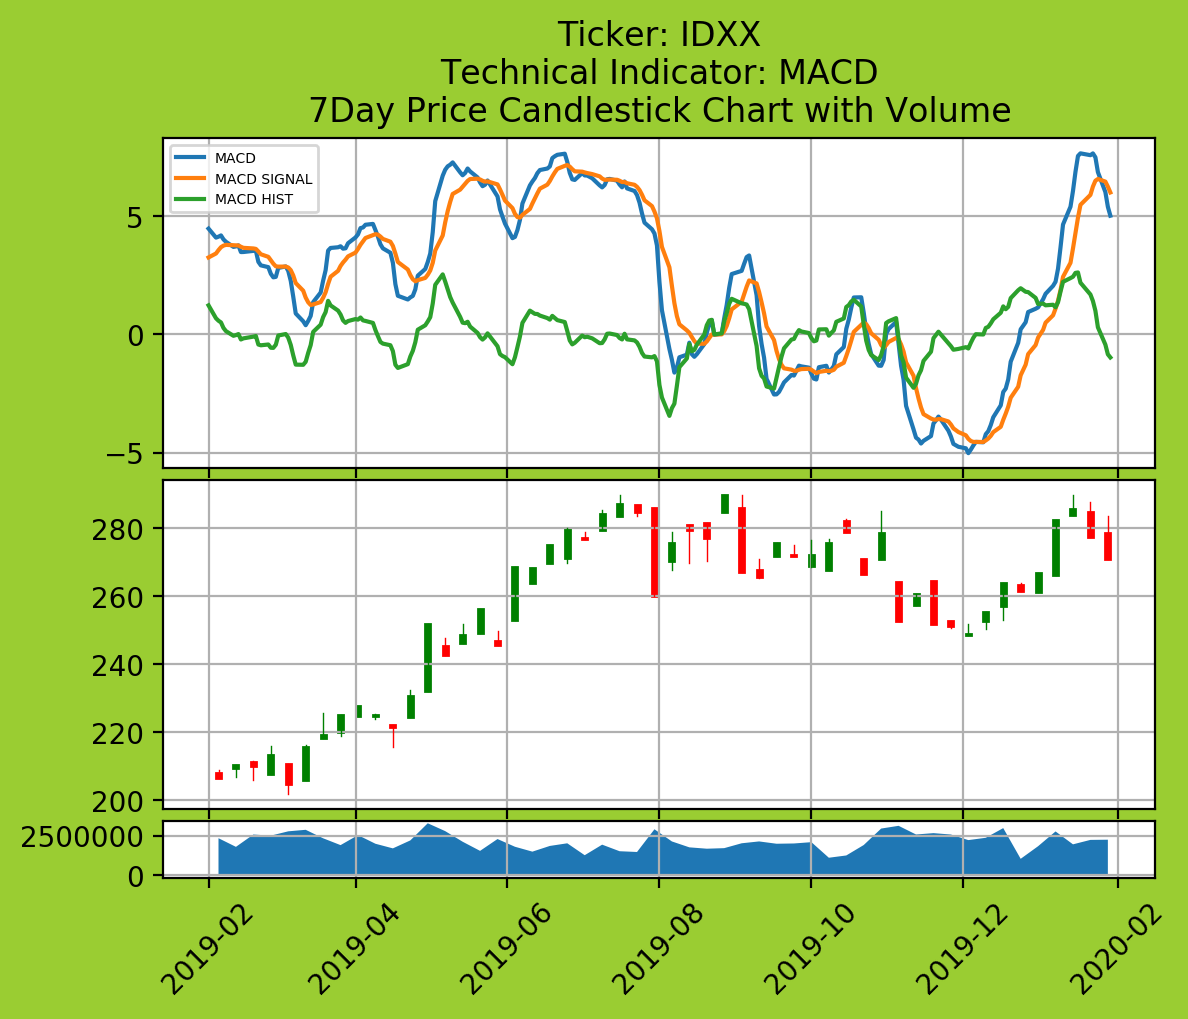 Ticker: IDXX
Technical Indicator: MACD
7Day Price Candlestick Chart with Volume
MACD
MACD SIGNAL
MACD HIST
5
0
−5
280
260
240
220
200
2500000
0
2019-02
2019-04
2019-06
2019-08
2019-10
2019-12
2020-02